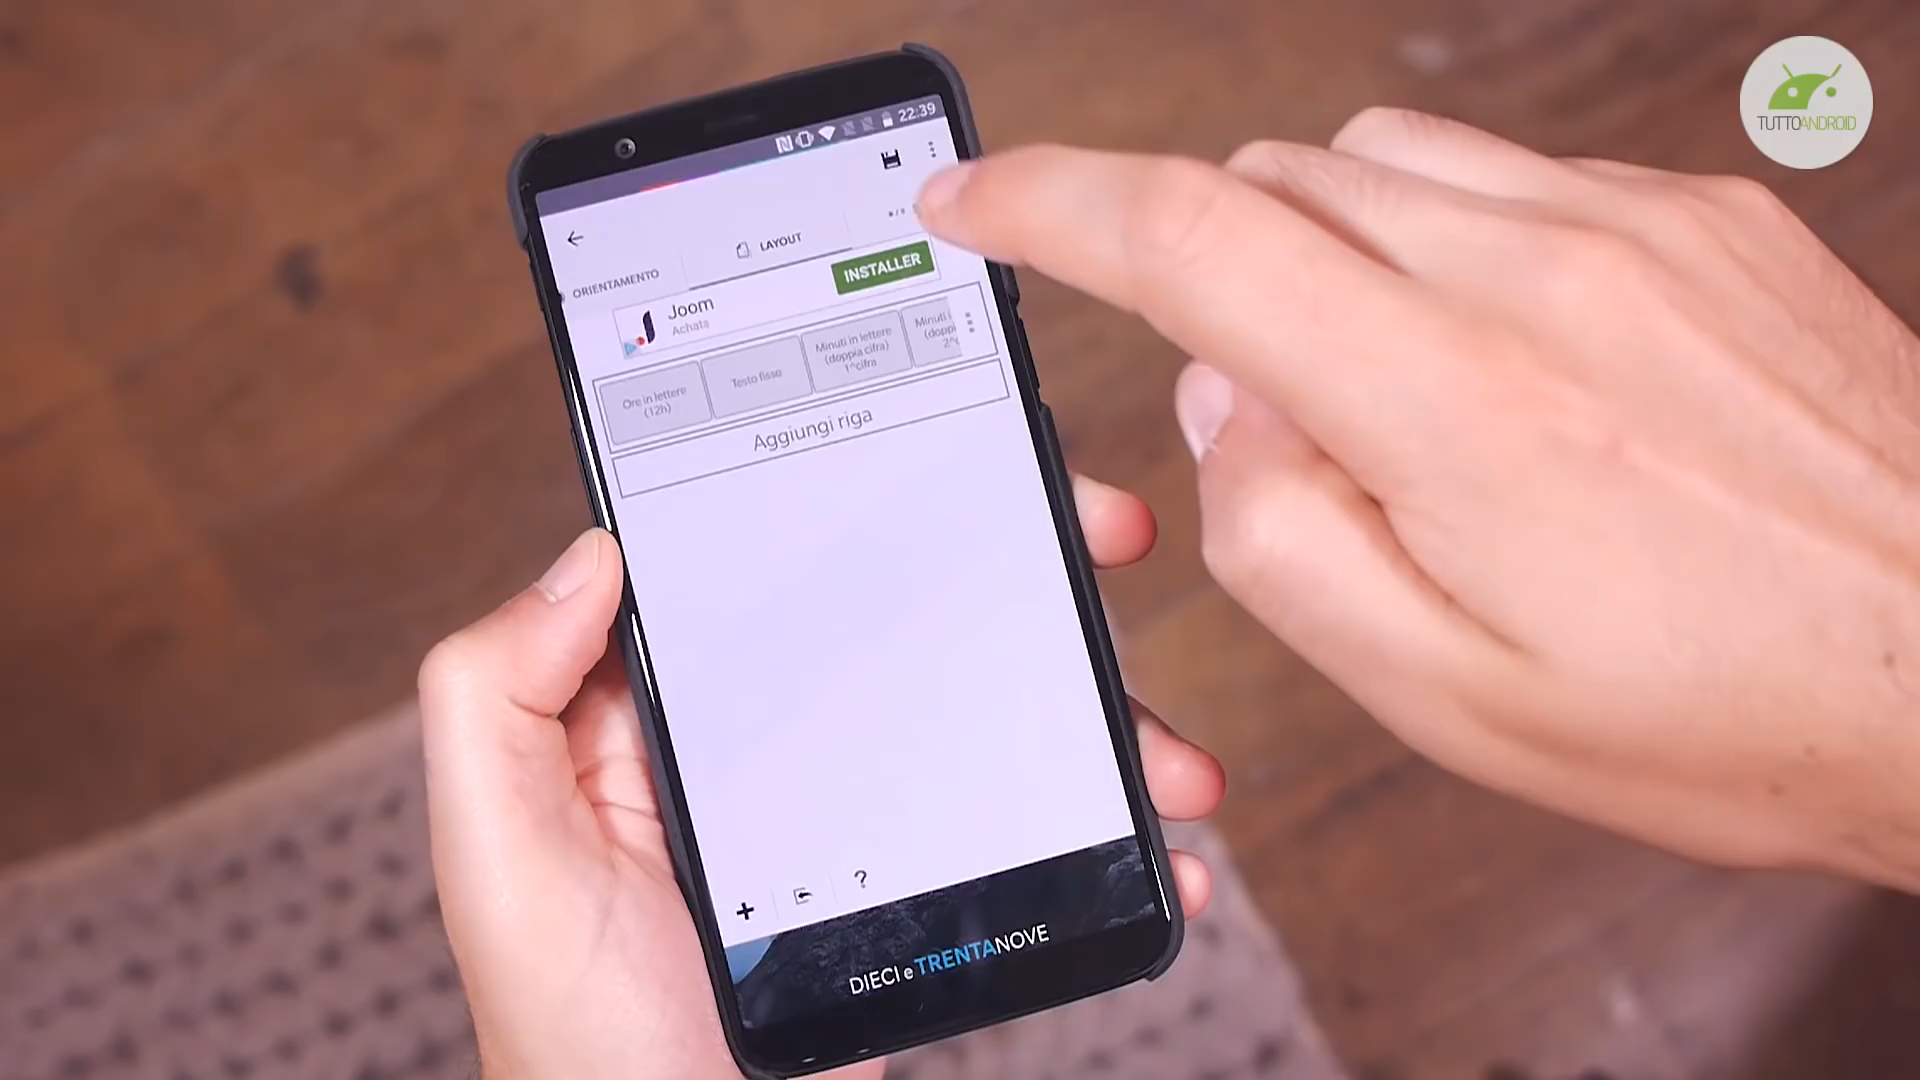 TUTTOANDROID
22:39
LAYOUT
ORIENTAMENTO
INSTALLER
Joom
Achats
Ore in lettere
(12h)
Testo fisso
Minuti in lettere
(doppia cifra)
1^cifra
Minuti i
(dopp
2^c
Aggiungi riga
?
DIECI e TRENTANOVE